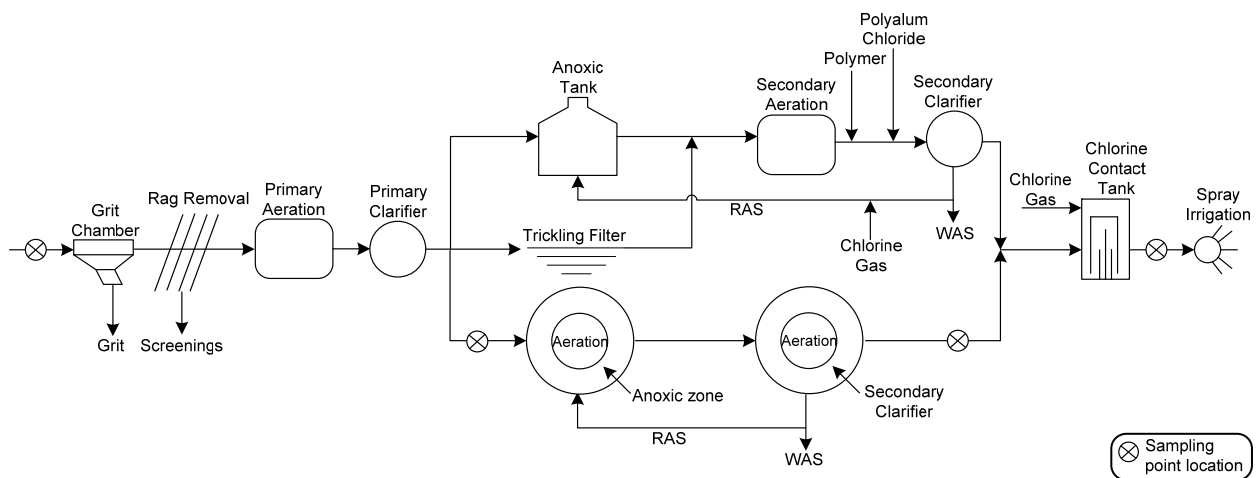 Polyalum
Chloride
Polymer
Anoxic
Tank
Secondary
Aeration
Secondary
Clarifier
Chlorine
Contact
Tank
Chlorine
Gas
Spray
Irrigation
Rag Removal
Grit
Chamber
Primary
Aeration
Primary
Clarifier
RAS
WAS
Trickling Filter
Chlorine
Gas
Grit
Screenings
Aeration
Aeration
Anoxic zone
Secondary
Clarifier
RAS
WAS
Sampling
point location